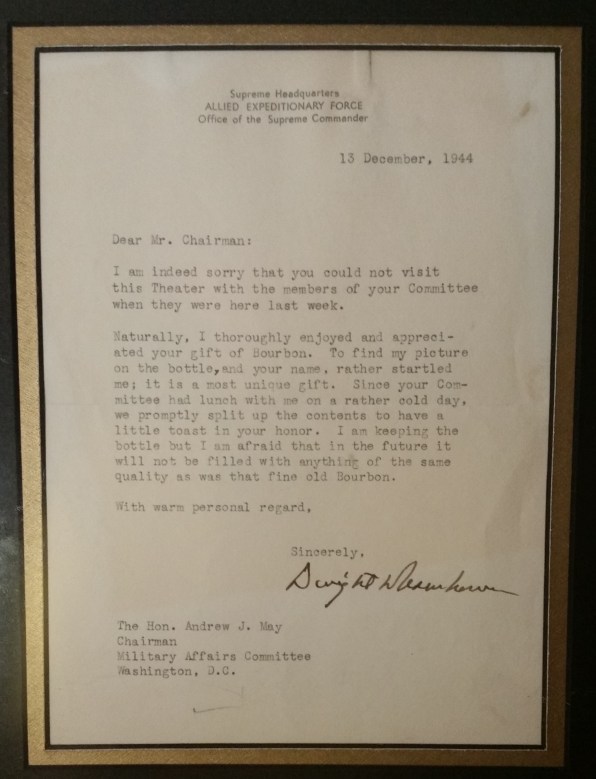 Supreme Headquarters
ALLIED EXPEDITIONARY FORCE
Office of the Supreme Commander
13 December, 1944
Dear Mr. Chairman:
I am indeed sorry that you could not visit
this Theater with the members of your Committee
when they were here last week.
Naturally, I thoroughly enjoyed and appreci-
ated your gift of Bourbon. To find my picture
on the bottle, and your name, rather startled
me; it is a most unique gift. Since your Com-
mittee had lunch with me on a rather cold day,
we promptly split up the contents to have a
little toast in your honor. I am keeping the
bottle but I am afraid that in the future it
will not be filled with anything of the same
quality as was that fine old Bourbon.
With warm personal regard,
Sincerely,
Dwight D Eisenhower
The Hon. Andrew J. May
Chairman
Military Affairs Committee
Washington, D.C.